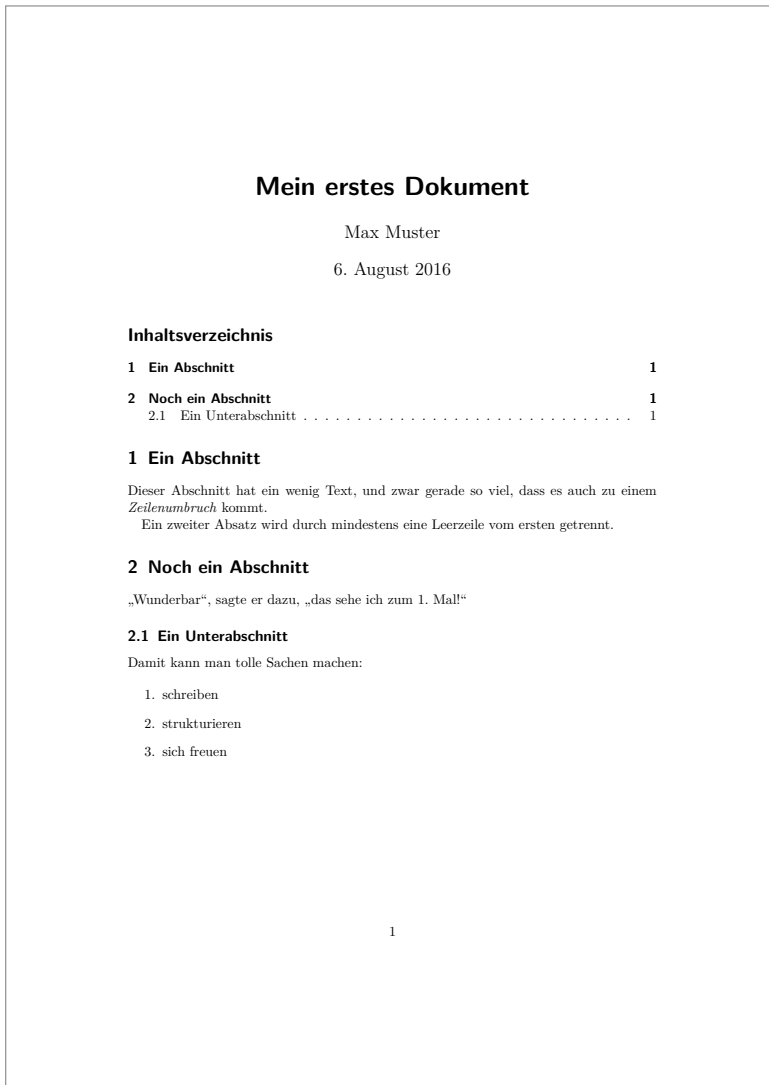 Mein erstes Dokument
Max Muster
6. August 2016
Inhaltsverzeichnis
1 Ein Abschnitt 1
2 Noch ein Abschnitt 1
2.1 Ein Unterabschnitt . . . . . . . . . . . . . . . . . . . . . . . . . . . . . . . 1
1 Ein Abschnitt
Dieser Abschnitt hat ein wenig Text, und zwar gerade so viel, dass es auch zu einem
Zeilenumbruch kommt.
Ein zweiter Absatz wird durch mindestens eine Leerzeile vom ersten getrennt.
2 Noch ein Abschnitt
„Wunderbar“, sagte er dazu, „das sehe ich zum 1. Mal!“
2.1 Ein Unterabschnitt
Damit kann man tolle Sachen machen:
1. schreiben
2. strukturieren
3. sich freuen
1